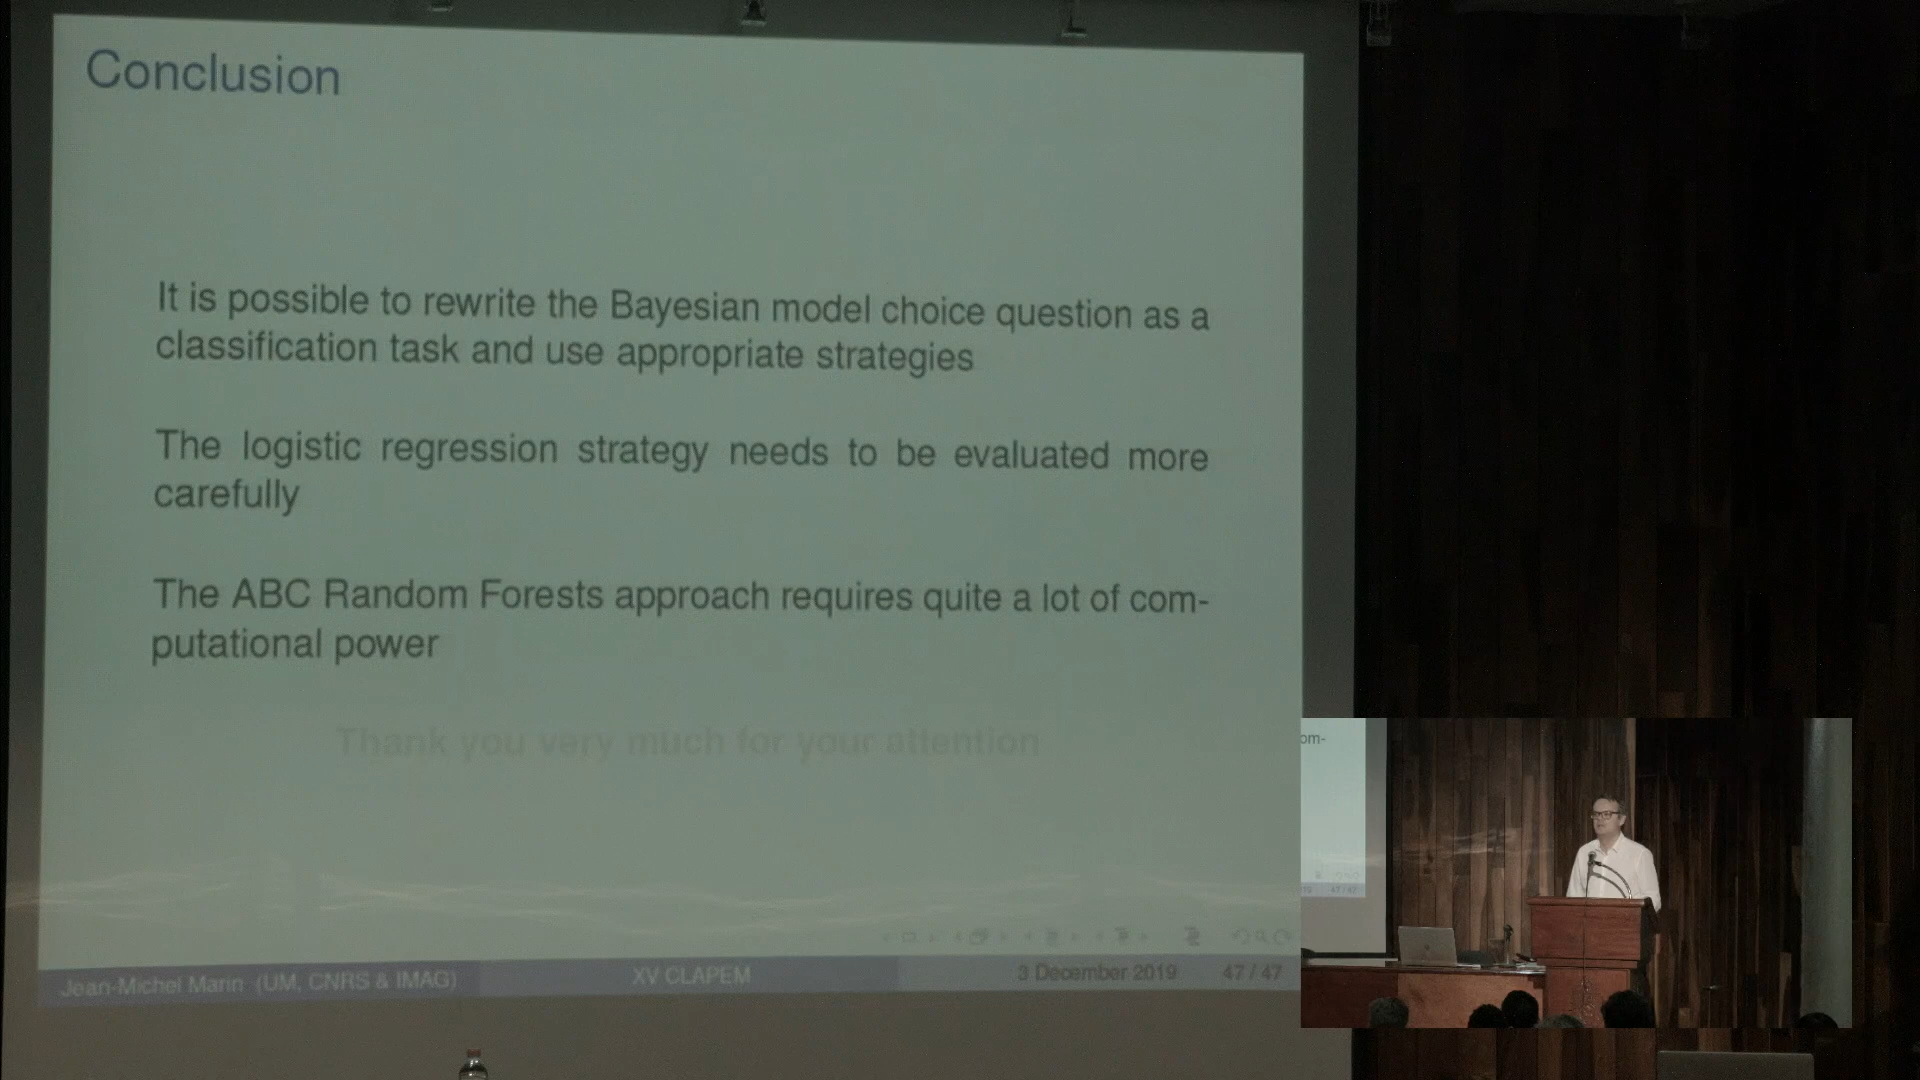 Conclusion
It is possible to rewrite the Bayesian model choice question as a
classification task and use appropriate strategies
The logistic regression strategy needs to be evaluated more
carefully
The ABC Random Forests approach requires quite a lot of com-
putational power
Thank you very much for your attention
Jean-Michel Marin (UM, CNRS & IMAG) XV CLAPEM 3 December 2019 47 / 47
om-
47 / 47